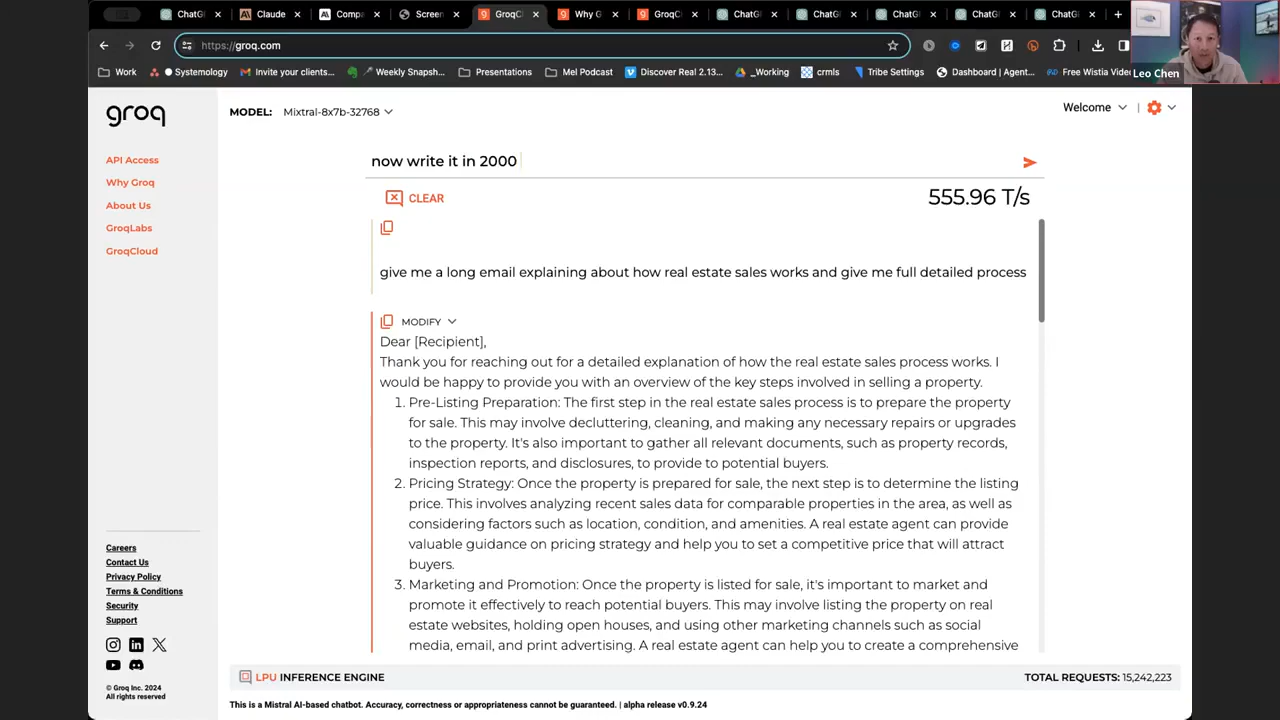 ChatG
Claude
Compa
Screen
GroqCl
Why G
GroqCl
ChatGl
ChatGl
ChatGl
ChatGl
ChatGl
https://groq.com
Work
Systemology
Invite your clients...
Weekly Snapsh...
Presentations
Mel Podcast
Discover Real 2.13...
_Working
crmls
Tribe Settings
Dashboard | Agent...
Free Wistia Video
Leo Chen
groq
MODEL: Mixtral-8x7b-32768
Welcome
API Access
Why Groq
About Us
GroqLabs
GroqCloud
now write it in 2000
CLEAR
555.96 T/s
give me a long email explaining about how real estate sales works and give me full detailed process
MODIFY
Dear [Recipient],
Thank you for reaching out for a detailed explanation of how the real estate sales process works. I
would be happy to provide you with an overview of the key steps involved in selling a property.
1. Pre-Listing Preparation: The first step in the real estate sales process is to prepare the property
for sale. This may involve decluttering, cleaning, and making any necessary repairs or upgrades
to the property. It's also important to gather all relevant documents, such as property records,
inspection reports, and disclosures, to provide to potential buyers.
2. Pricing Strategy: Once the property is prepared for sale, the next step is to determine the listing
price. This involves analyzing recent sales data for comparable properties in the area, as well as
considering factors such as location, condition, and amenities. A real estate agent can provide
valuable guidance on pricing strategy and help you to set a competitive price that will attract
buyers.
3. Marketing and Promotion: Once the property is listed for sale, it's important to market and
promote it effectively to reach potential buyers. This may involve listing the property on real
estate websites, holding open houses, and using other marketing channels such as social
media, email, and print advertising. A real estate agent can help you to create a comprehensive
Careers
Contact Us
Privacy Policy
Terms & Conditions
Security
Support
© Groq Inc. 2024
All rights reserved
LPU INFERENCE ENGINE
TOTAL REQUESTS: 15,242,223
This is a Mistral AI-based chatbot. Accuracy, correctness or appropriateness cannot be guaranteed. | alpha release v0.9.24